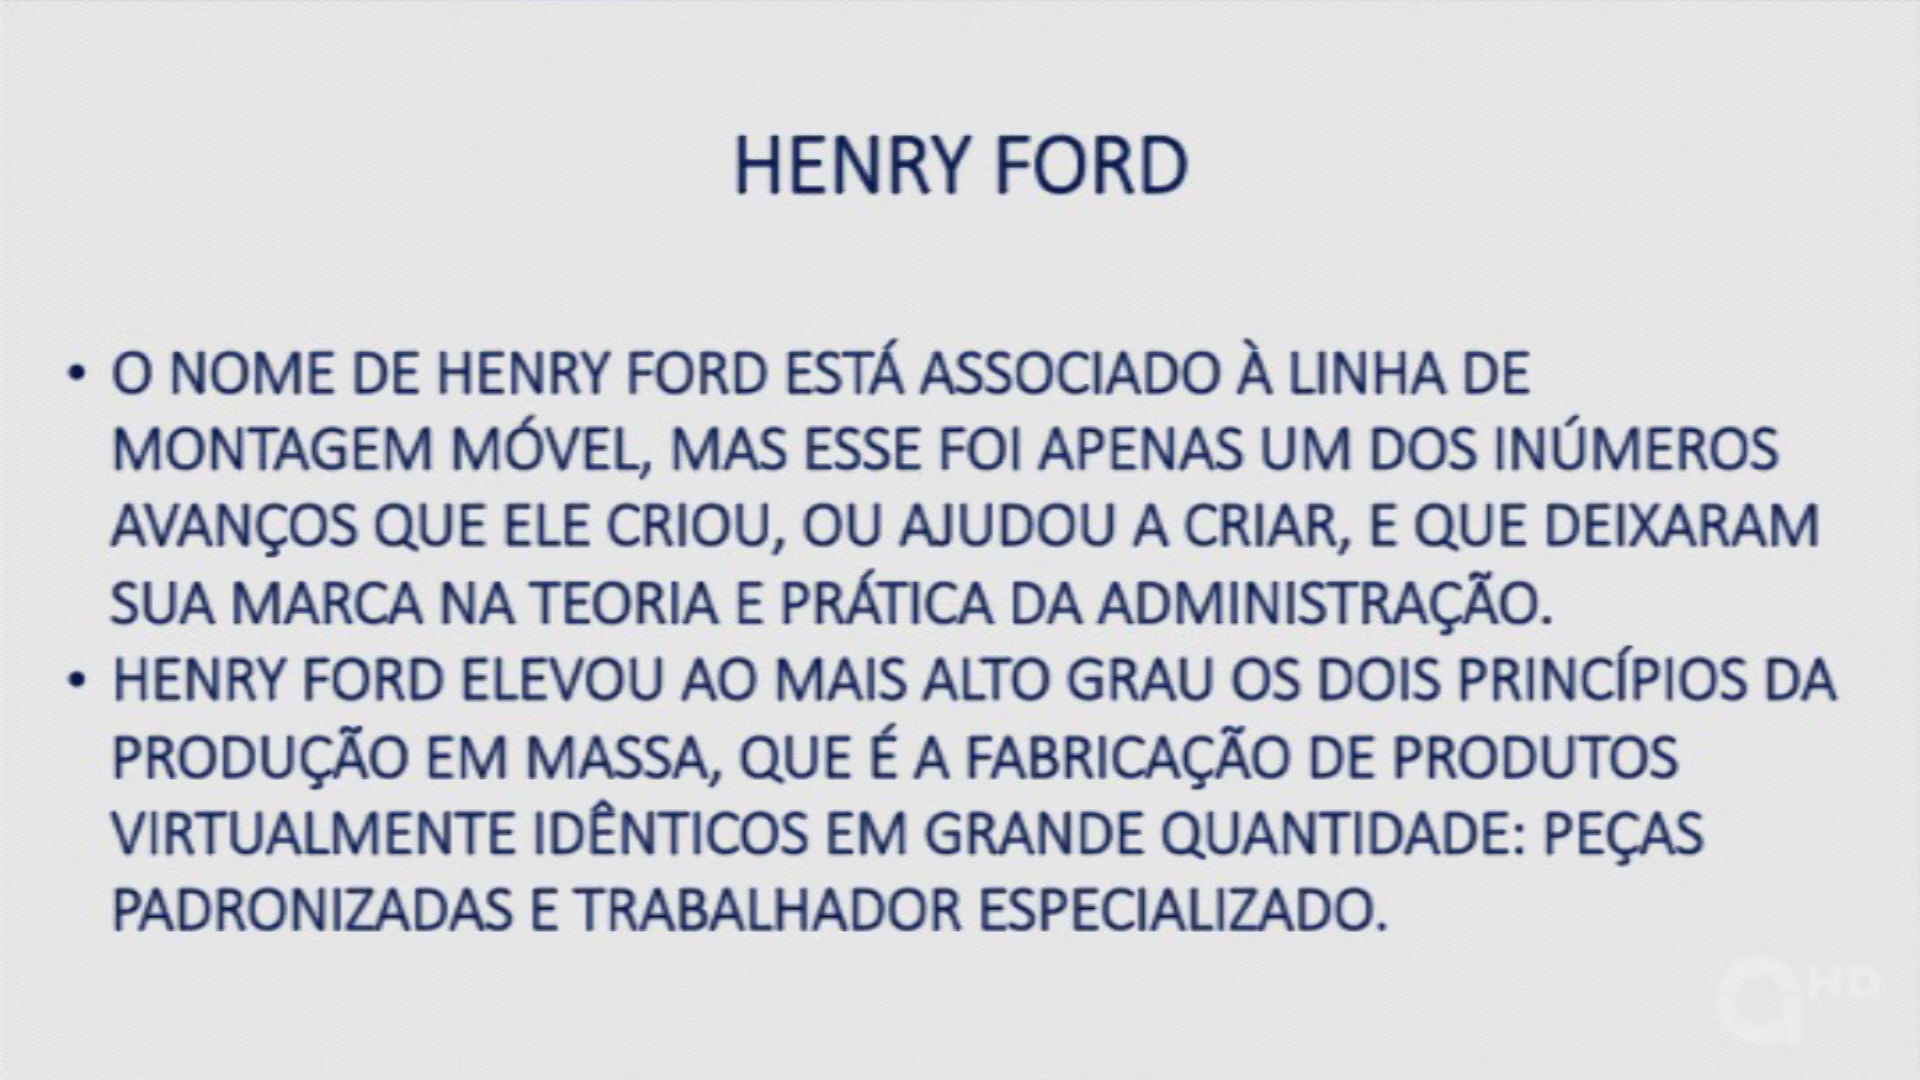 HENRY FORD
• O NOME DE HENRY FORD ESTÁ ASSOCIADO À LINHA DE
MONTAGEM MÓVEL, MAS ESSE FOI APENAS UM DOS INÚMEROS
AVANÇOS QUE ELE CRIOU, OU AJUDOU A CRIAR, E QUE DEIXARAM
SUA MARCA NA TEORIA E PRÁTICA DA ADMINISTRAÇÃO.
• HENRY FORD ELEVOU AO MAIS ALTO GRAU OS DOIS PRINCÍPIOS DA
PRODUÇÃO EM MASSA, QUE É A FABRICAÇÃO DE PRODUTOS
VIRTUALMENTE IDÊNTICOS EM GRANDE QUANTIDADE: PEÇAS
PADRONIZADAS E TRABALHADOR ESPECIALIZADO.
HD